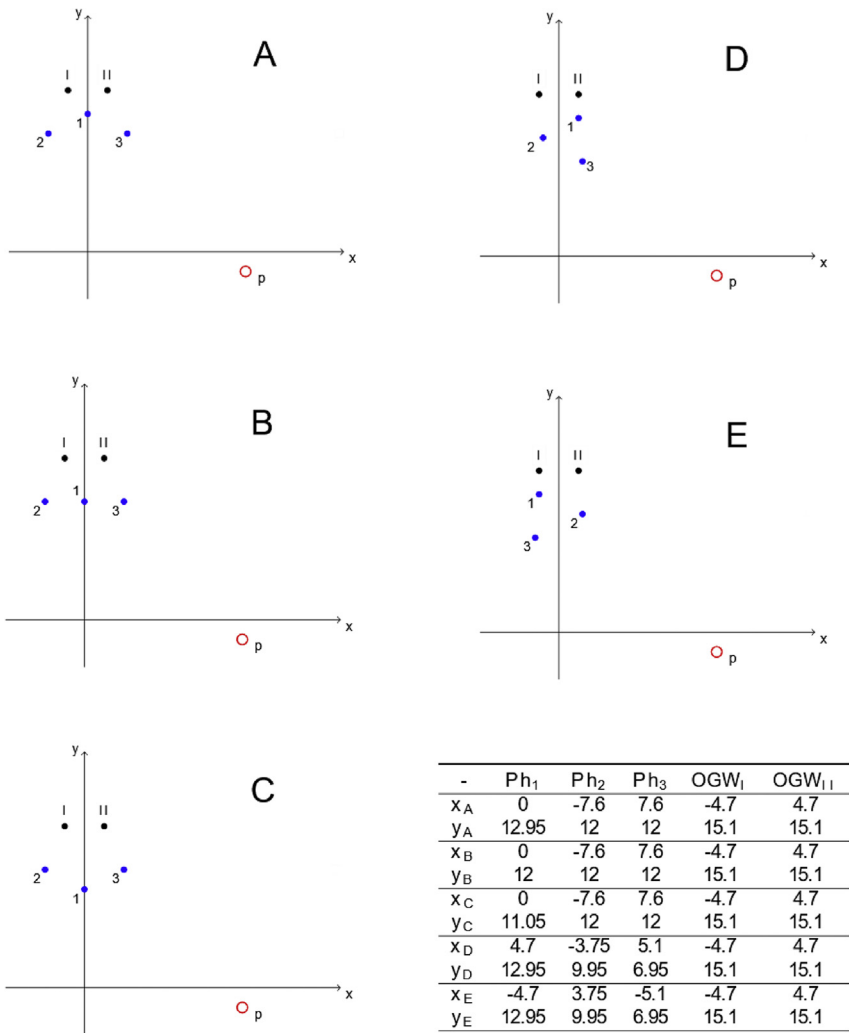 y
A
I II
1
2 3
x
p
y
D
I II
1
2
3
x
p
y
B
I II
1
2 3
x
p
y
E
I II
1
2
3
x
p
y
C
I II
2 3
1
x
p
- Ph1 Ph2 Ph3 OGWI OGWII
xA 0 -7.6 7.6 -4.7 4.7
yA 12.95 12 12 15.1 15.1
xB 0 -7.6 7.6 -4.7 4.7
yB 12 12 12 15.1 15.1
xC 0 -7.6 7.6 -4.7 4.7
yC 11.05 12 12 15.1 15.1
xD 4.7 -3.75 5.1 -4.7 4.7
yD 12.95 9.95 6.95 15.1 15.1
xE -4.7 3.75 -5.1 -4.7 4.7
yE 12.95 9.95 6.95 15.1 15.1